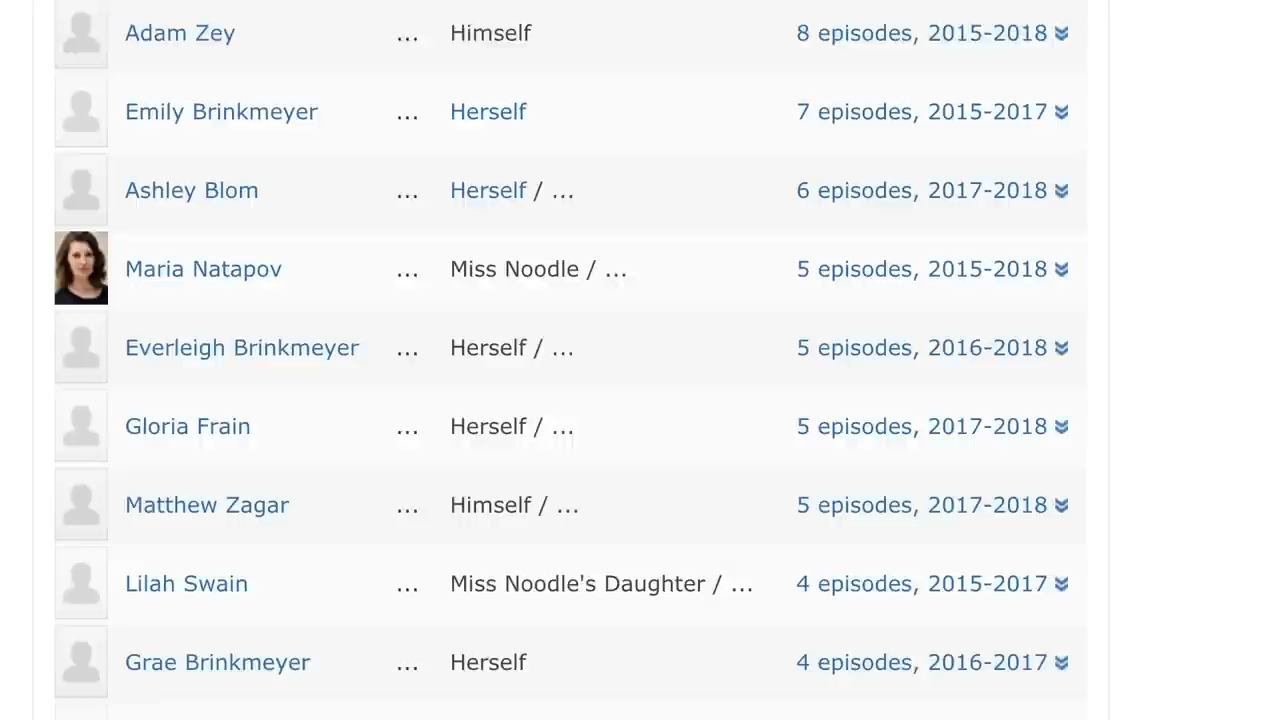 Adam Zey ... Himself 8 episodes, 2015-2018
Emily Brinkmeyer ... Herself 7 episodes, 2015-2017
Ashley Blom ... Herself / ... 6 episodes, 2017-2018
Maria Natapov ... Miss Noodle / ... 5 episodes, 2015-2018
Everleigh Brinkmeyer ... Herself / ... 5 episodes, 2016-2018
Gloria Frain ... Herself / ... 5 episodes, 2017-2018
Matthew Zagar ... Himself / ... 5 episodes, 2017-2018
Lilah Swain ... Miss Noodle's Daughter / ... 4 episodes, 2015-2017
Grae Brinkmeyer ... Herself 4 episodes, 2016-2017